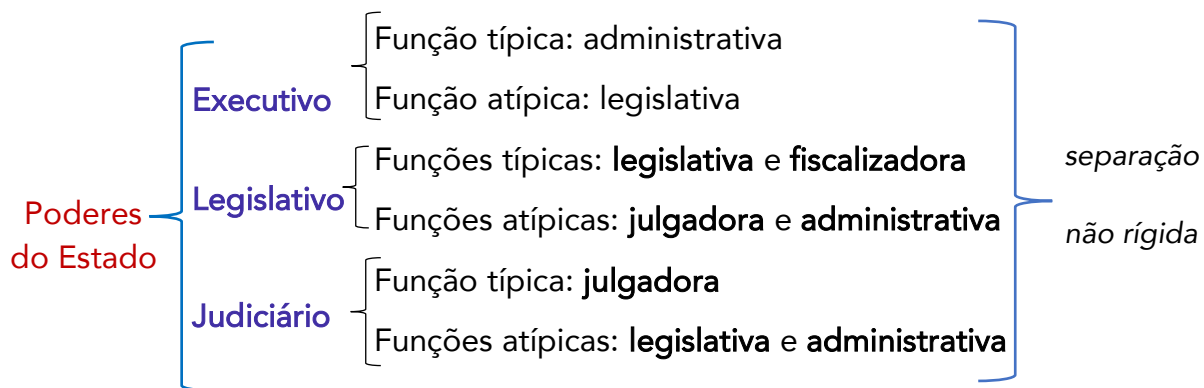 Poderes
do Estado
Executivo
Função típica: administrativa
Função atípica: legislativa
Legislativo
Funções típicas: legislativa e fiscalizadora
Funções atípicas: julgadora e administrativa
Judiciário
Função típica: julgadora
Funções atípicas: legislativa e administrativa
separação
não rígida